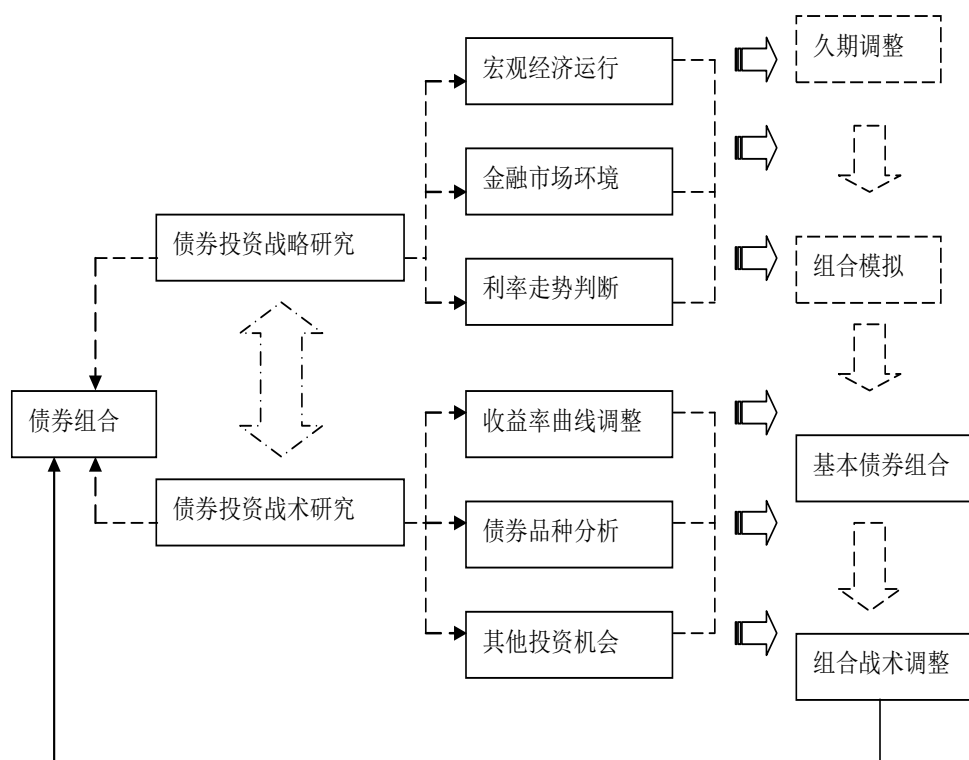 久期调整
宏观经济运行
金融市场环境
债券投资战略研究
组合模拟
利率走势判断
债券组合
收益率曲线调整
基本债券组合
债券投资战术研究
债券品种分析
其他投资机会
组合战术调整